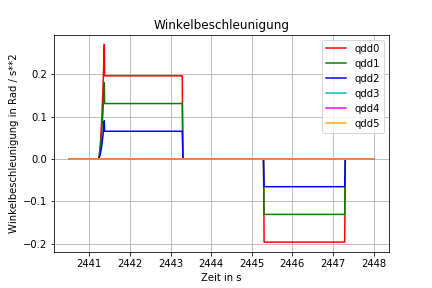 Winkelbeschleunigung
Winkelbeschleunigung in Rad / s**2
0.2
0.1
0.0
−0.1
−0.2
qdd0
qdd1
qdd2
qdd3
qdd4
qdd5
2441 2442 2443 2444 2445 2446 2447 2448
Zeit in s